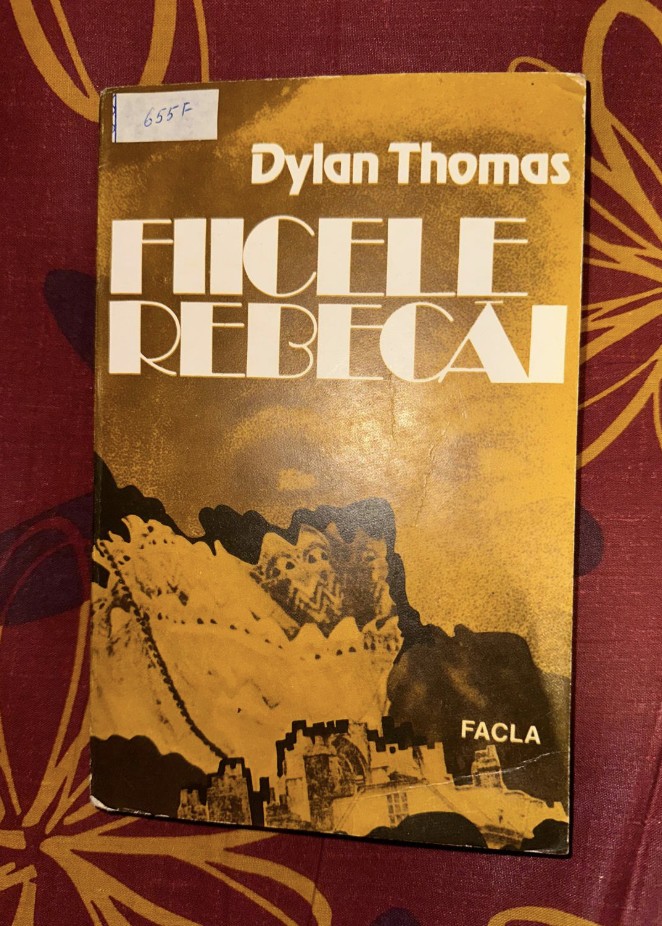 655F
Dylan Thomas
FIICELE
REBECĂI
FACLA